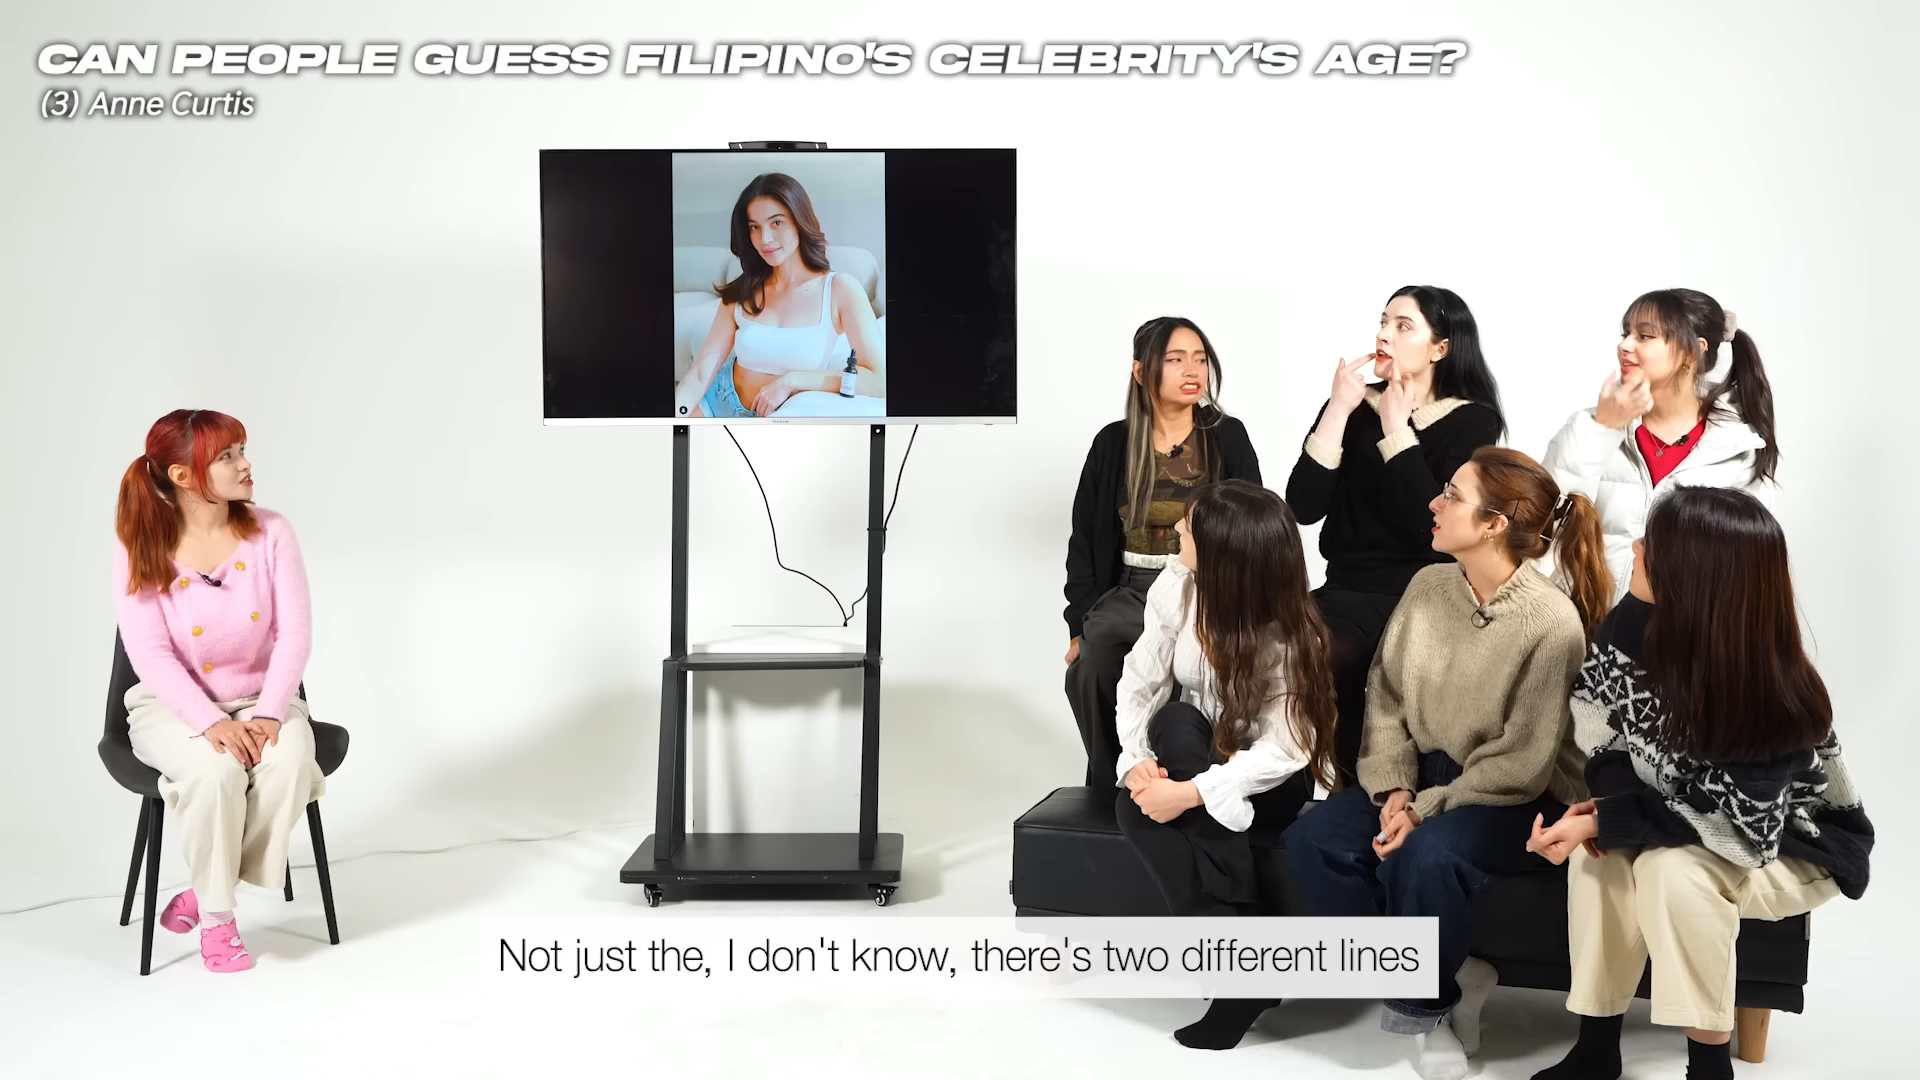 CAN PEOPLE GUESS FILIPINO'S CELEBRITY'S AGE?
(3) Anne Curtis
Not just the, I don't know, there's two different lines